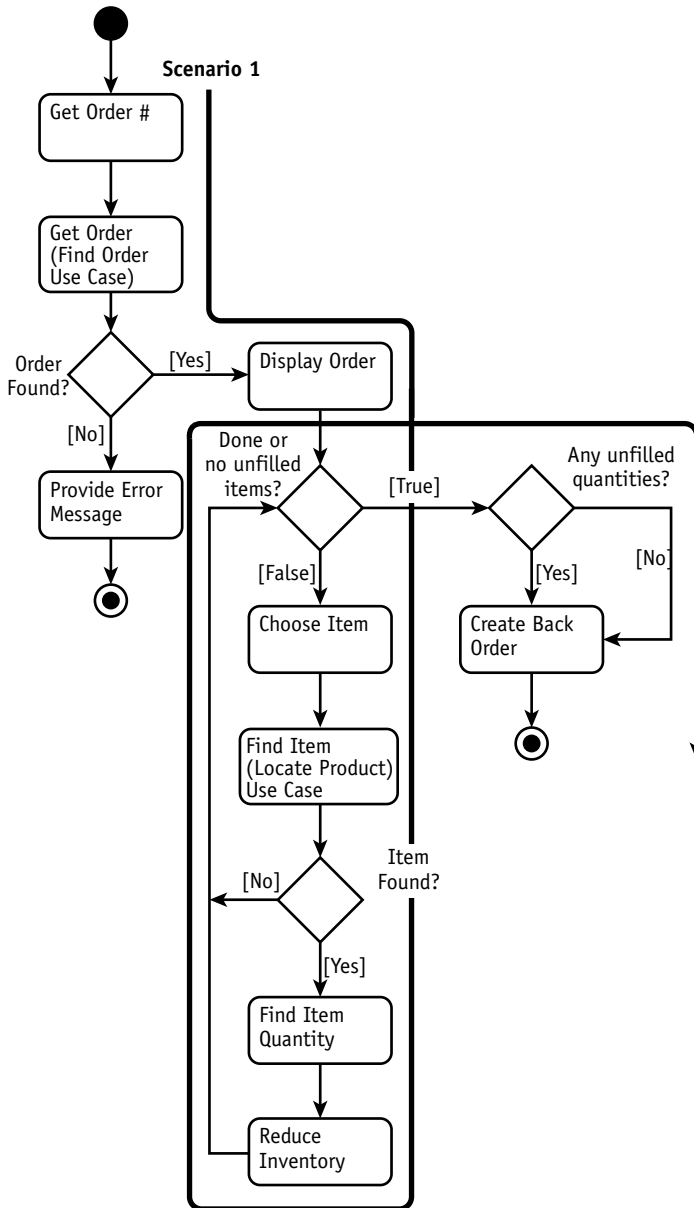 Scenario 1
Get Order #
Get Order
(Find Order
Use Case)
Order
Found?
[Yes]
Display Order
[No]
Provide Error
Message
Done or
no unfilled
items?
[True]
Any unfilled
quantities?
[False]
[Yes]
[No]
Choose Item
Create Back
Order
Find Item
(Locate Product)
Use Case
Item
Found?
[No]
[Yes]
Find Item
Quantity
Reduce
Inventory